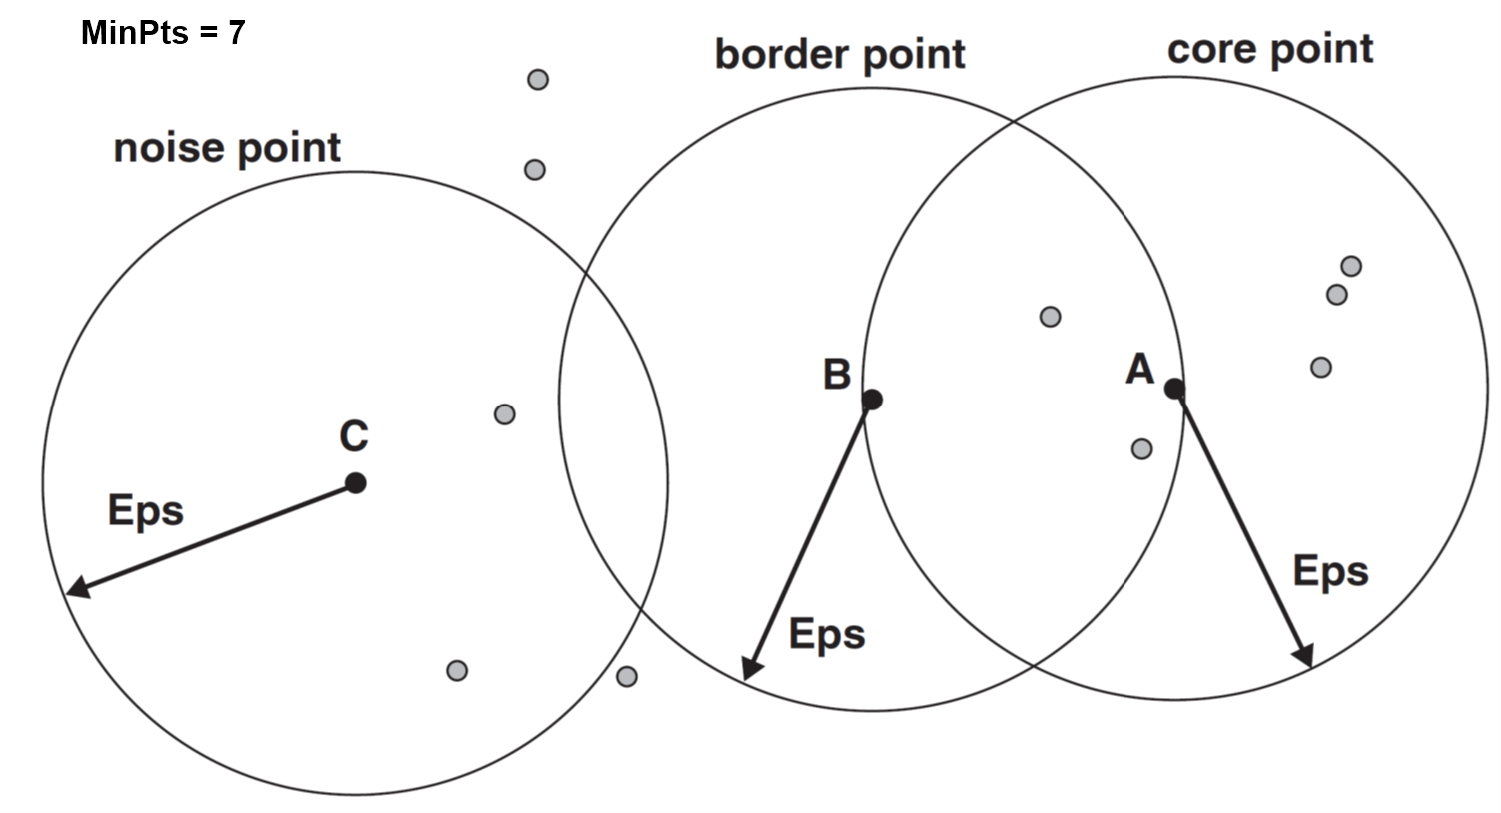 MinPts = 7
border point
core point
noise point
B
A
C
Eps
Eps
Eps